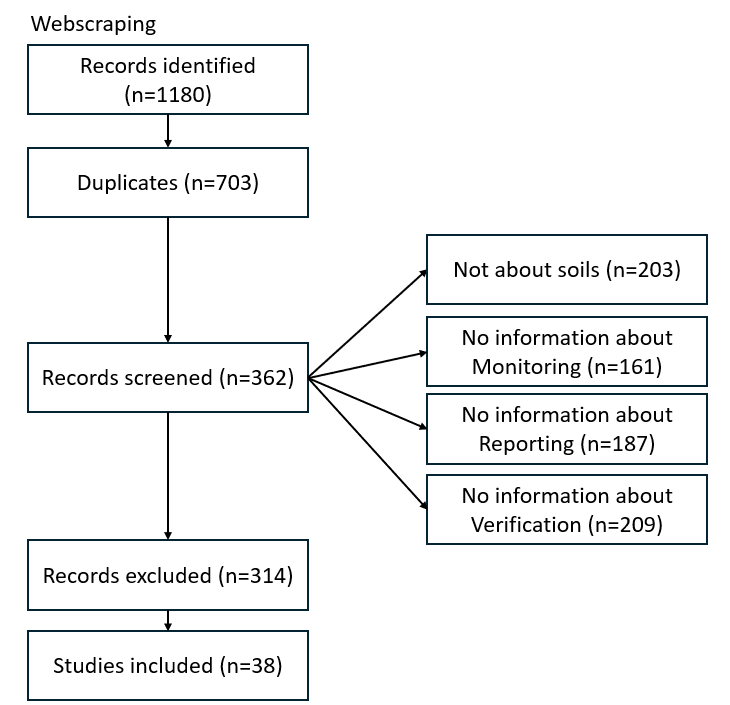 Webscraping
Records identified
(n=1180)
Duplicates (n=703)
Not about soils (n=203)
No information about
Monitoring (n=161)
Records screened (n=362)
No information about
Reporting (n=187)
No information about
Verification (n=209)
Records excluded (n=314)
Studies included (n=38)